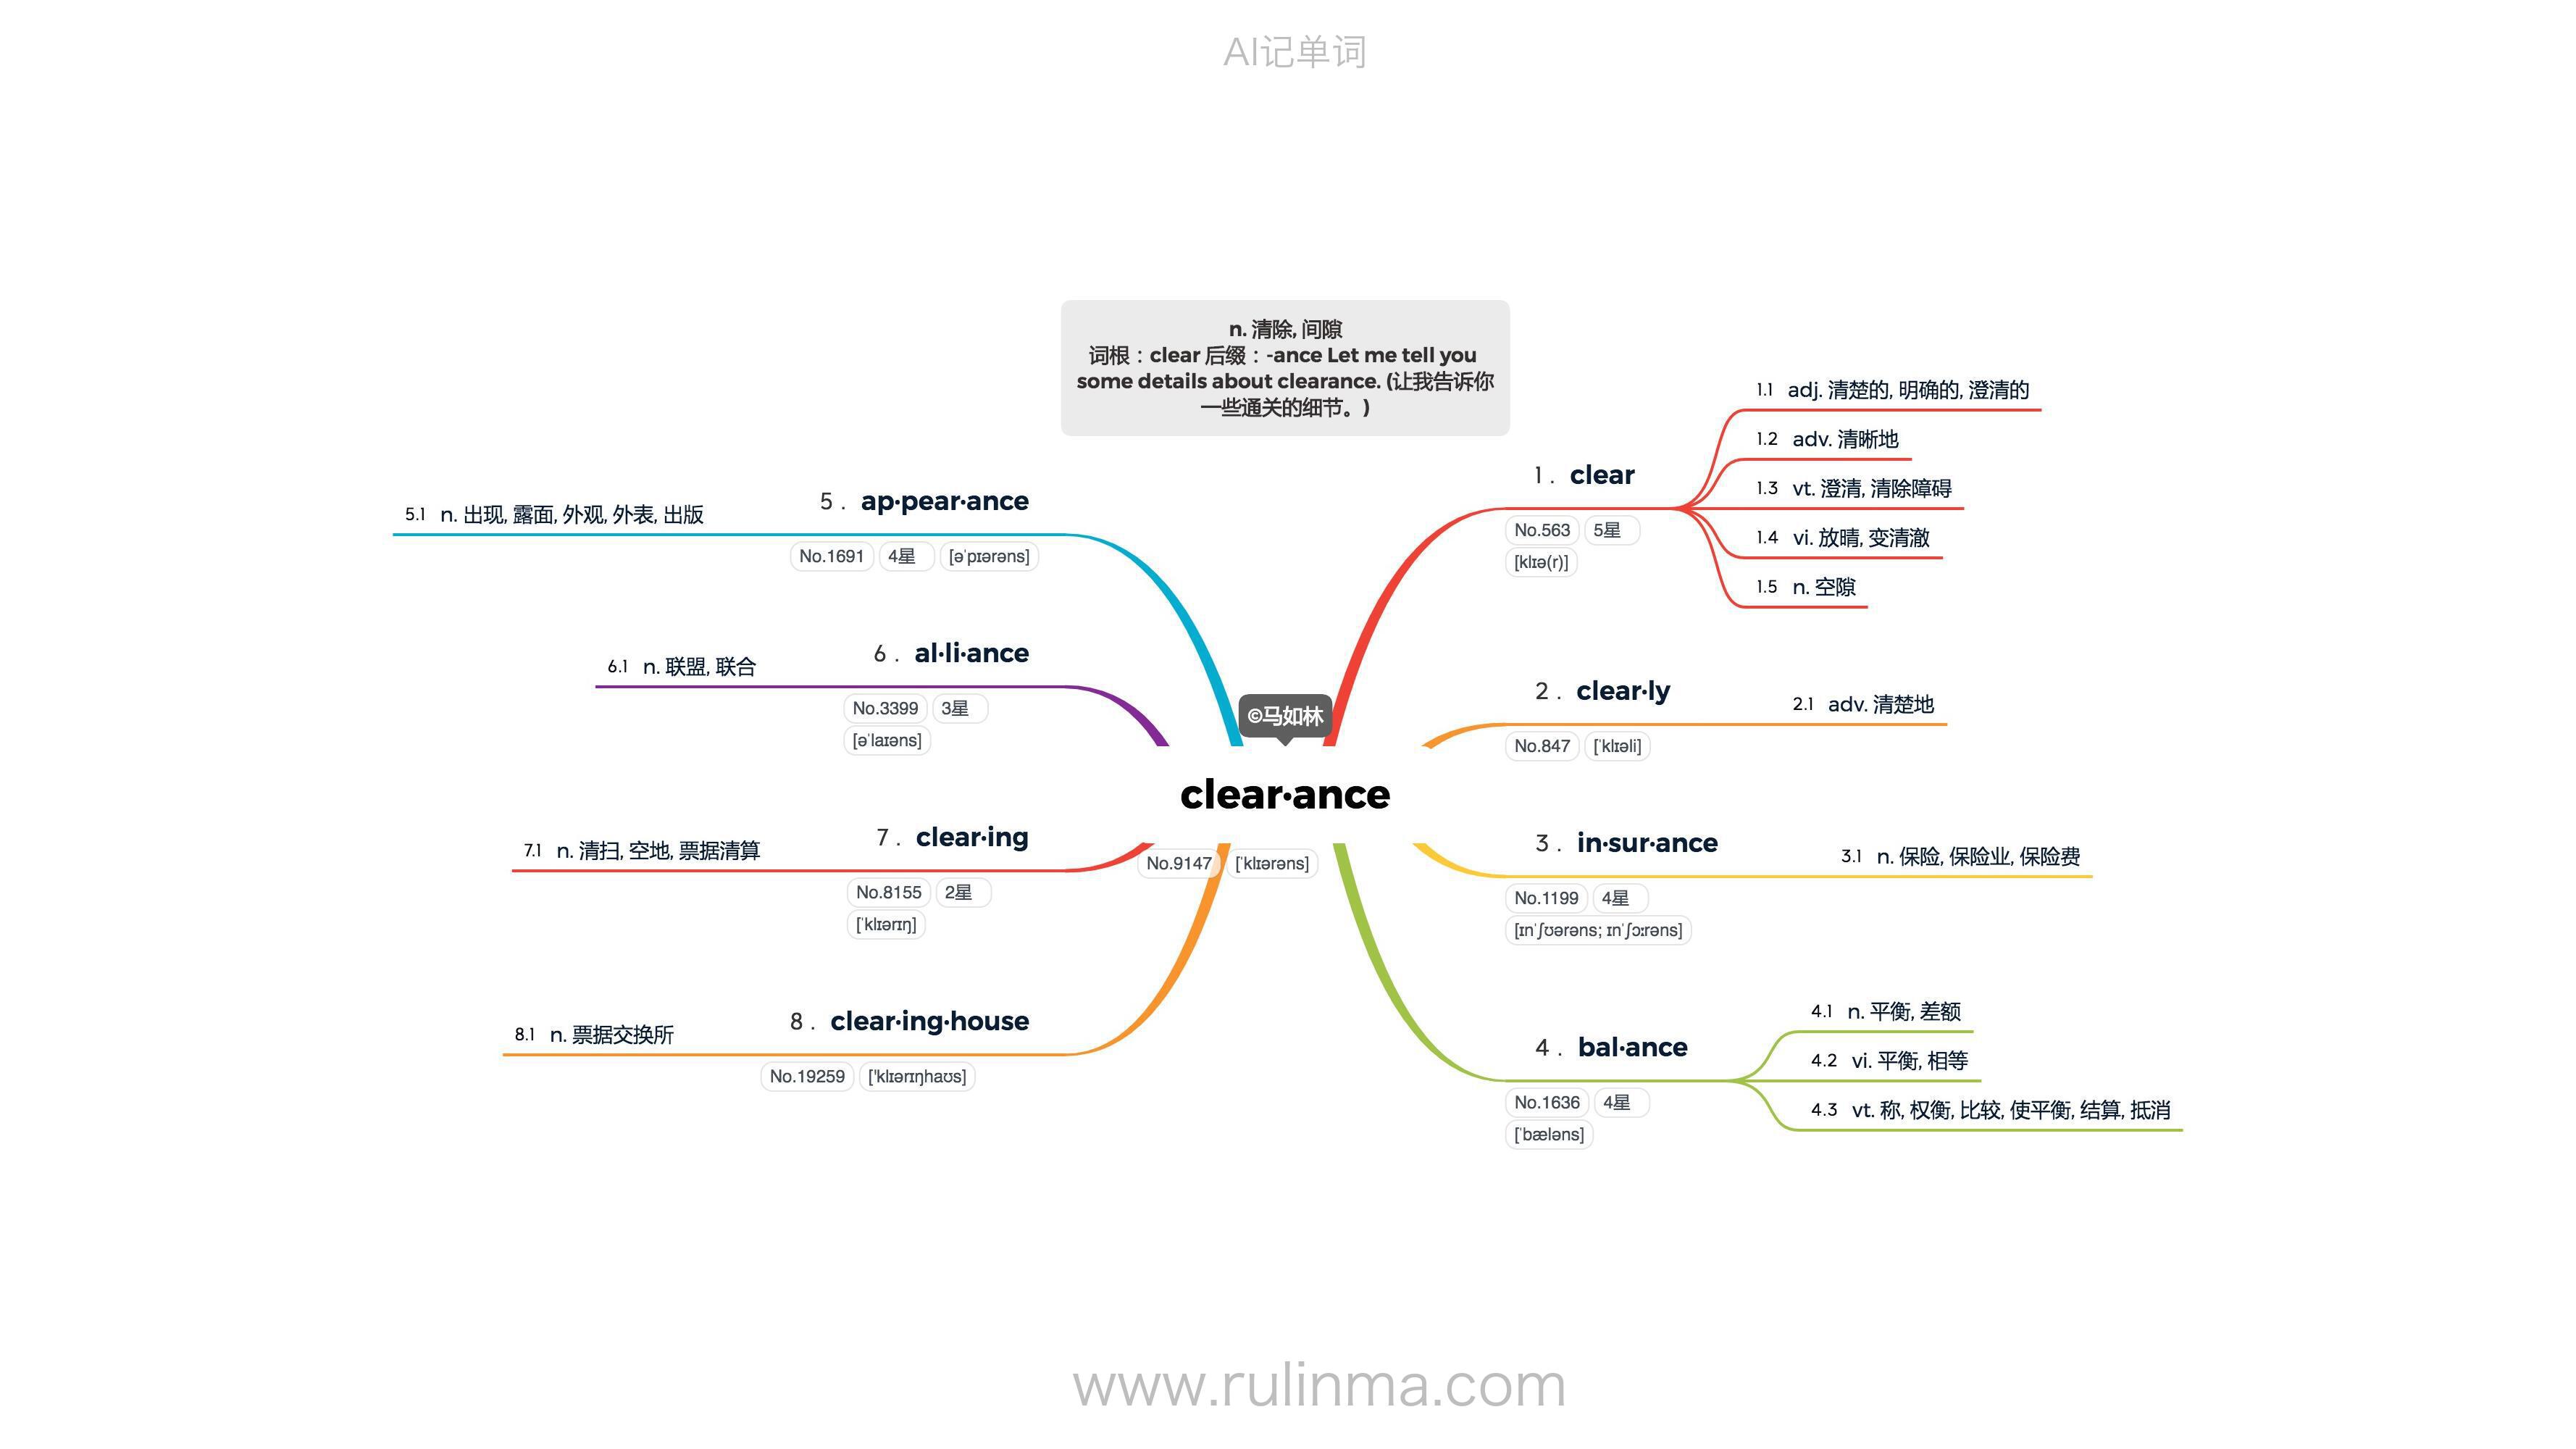 AI记单词
n. 清除, 间隙
词根：clear 后缀：-ance Let me tell you
some details about clearance. (让我告诉你
一些通关的细节。)
©马如林
clear·ance
No.9147 [ˈklɪərəns]
1 . clear
No.563 5星
[klɪə(r)]
1.1 adj. 清楚的, 明确的, 澄清的
1.2 adv. 清晰地
1.3 vt. 澄清, 清除障碍
1.4 vi. 放晴, 变清澈
1.5 n. 空隙
2 . clear·ly
No.847 [ˈklɪəli]
2.1 adv. 清楚地
3 . in·sur·ance
No.1199 4星
[ɪnˈʃʊərəns; ɪnˈʃɔːrəns]
3.1 n. 保险, 保险业, 保险费
4 . bal·ance
No.1636 4星
[ˈbæləns]
4.1 n. 平衡, 差额
4.2 vi. 平衡, 相等
4.3 vt. 称, 权衡, 比较, 使平衡, 结算, 抵消
5 . ap·pear·ance
No.1691 4星 [əˈpɪərəns]
5.1 n. 出现, 露面, 外观, 外表, 出版
6 . al·li·ance
No.3399 3星
[əˈlaɪəns]
6.1 n. 联盟, 联合
7 . clear·ing
No.8155 2星
[ˈklɪərɪŋ]
7.1 n. 清扫, 空地, 票据清算
8 . clear·ing·house
No.19259 ['klɪərɪŋhaʊs]
8.1 n. 票据交换所
www.rulinma.com